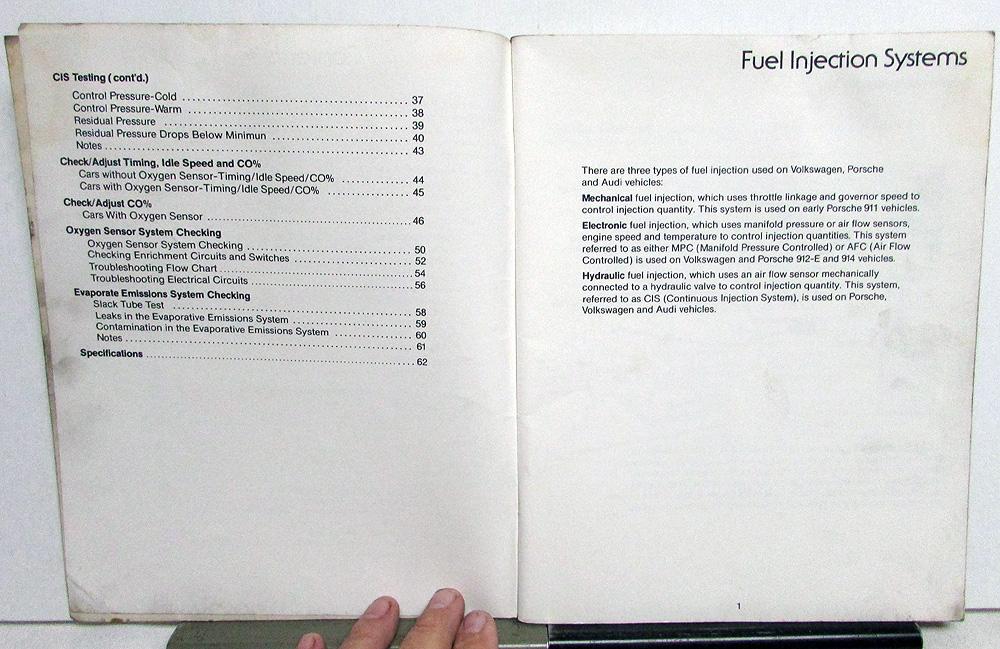 CIS Testing (cont'd.)
Control Pressure-Cold 37
Control Pressure-Warm 38
Residual Pressure 39
Residual Pressure Drops Below Minimun 40
Notes 43
Check/Adjust Timing, Idle Speed and CO%
Cars without Oxygen Sensor-Timing/Idle Speed/CO% 44
Cars with Oxygen Sensor-Timing/Idle Speed/CO% 45
Check/Adjust CO%
Cars With Oxygen Sensor 46
Oxygen Sensor System Checking
Oxygen Sensor System Checking 50
Checking Enrichment Circuits and Switches 52
Troubleshooting Flow Chart 54
Troubleshooting Electrical Circuits 56
Evaporate Emissions System Checking
Slack Tube Test 58
Leaks in the Evaporative Emissions System 59
Contamination in the Evaporative Emissions System 60
Notes 61
Specifications 62
Fuel Injection Systems
There are three types of fuel injection used on Volkswagen, Porsche
and Audi vehicles:
Mechanical fuel injection, which uses throttle linkage and governor speed to
control injection quantity. This system is used on early Porsche 911 vehicles.
Electronic fuel injection, which uses manifold pressure or air flow sensors,
engine speed and temperature to control injection quantities. This system
referred to as either MPC (Manifold Pressure Controlled) or AFC (Air Flow
Controlled) is used on Volkswagen and Porsche 912-E and 914 vehicles.
Hydraulic fuel injection, which uses an air flow sensor mechanically
connected to a hydraulic valve to control injection quantity. This system,
referred to as CIS (Continuous Injection System), is used on Porsche,
Volkswagen and Audi vehicles.
1